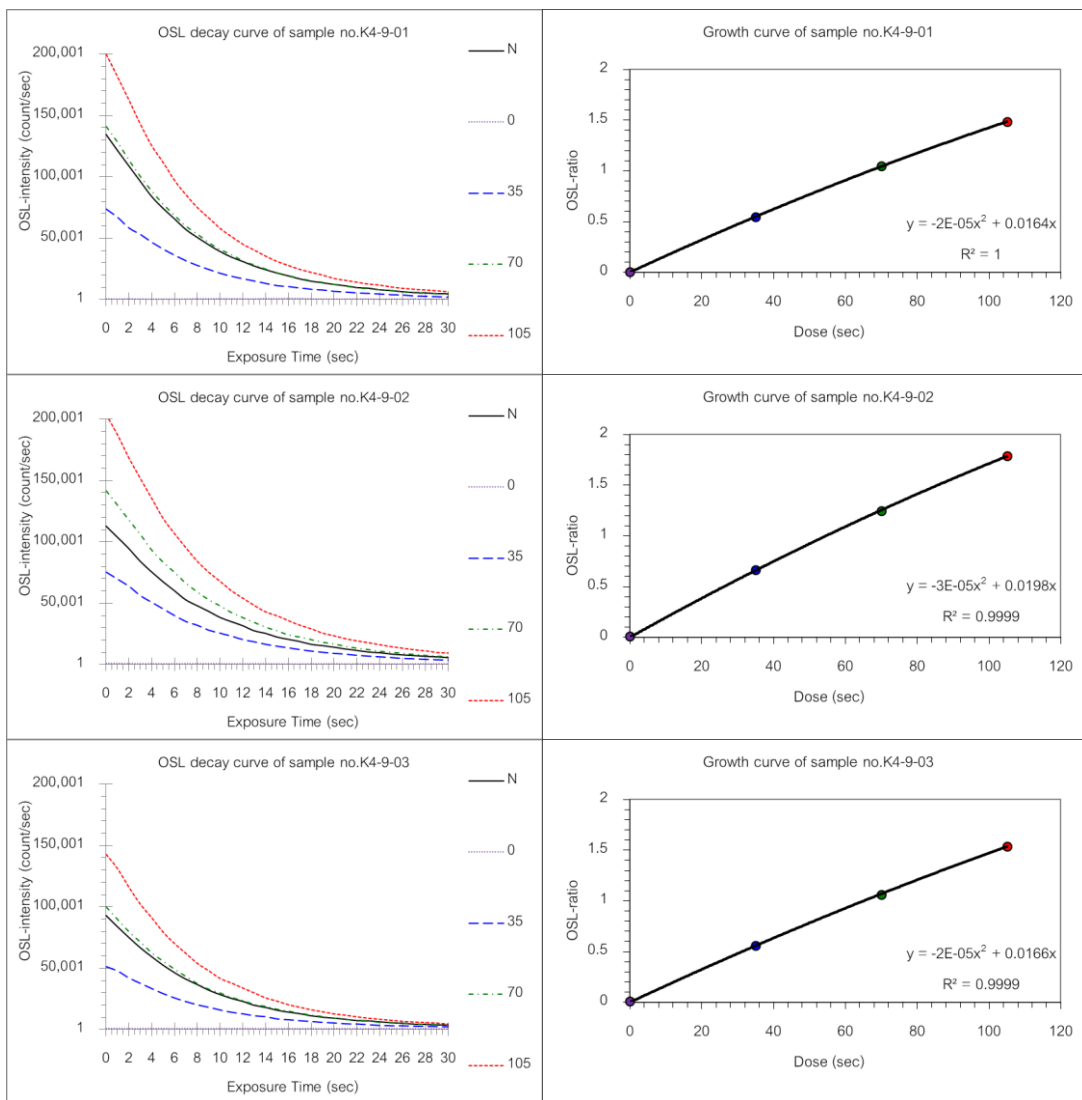 OSL decay curve of sample no.K4-9-01
200,001
150,001
100,001
50,001
1
OSL-intensity (count/sec)
0 2 4 6 8 10 12 14 16 18 20 22 24 26 28 30
Exposure Time (sec)
N
0
35
70
105
Growth curve of sample no.K4-9-01
2
1.5
1
0.5
0
OSL-ratio
y = -2E-05x² + 0.0164x
R² = 1
0 20 40 60 80 100 120
Dose (sec)
OSL decay curve of sample no.K4-9-02
200,001
150,001
100,001
50,001
1
OSL-intensity (count/sec)
0 2 4 6 8 10 12 14 16 18 20 22 24 26 28 30
Exposure Time (sec)
N
0
35
70
105
Growth curve of sample no.K4-9-02
2
1.5
1
0.5
0
OSL-ratio
y = -3E-05x² + 0.0198x
R² = 0.9999
0 20 40 60 80 100 120
Dose (sec)
OSL decay curve of sample no.K4-9-03
200,001
150,001
100,001
50,001
1
OSL-intensity (count/sec)
0 2 4 6 8 10 12 14 16 18 20 22 24 26 28 30
Exposure Time (sec)
N
0
35
70
105
Growth curve of sample no.K4-9-03
2
1.5
1
0.5
0
OSL-ratio
y = -2E-05x² + 0.0166x
R² = 0.9999
0 20 40 60 80 100 120
Dose (sec)